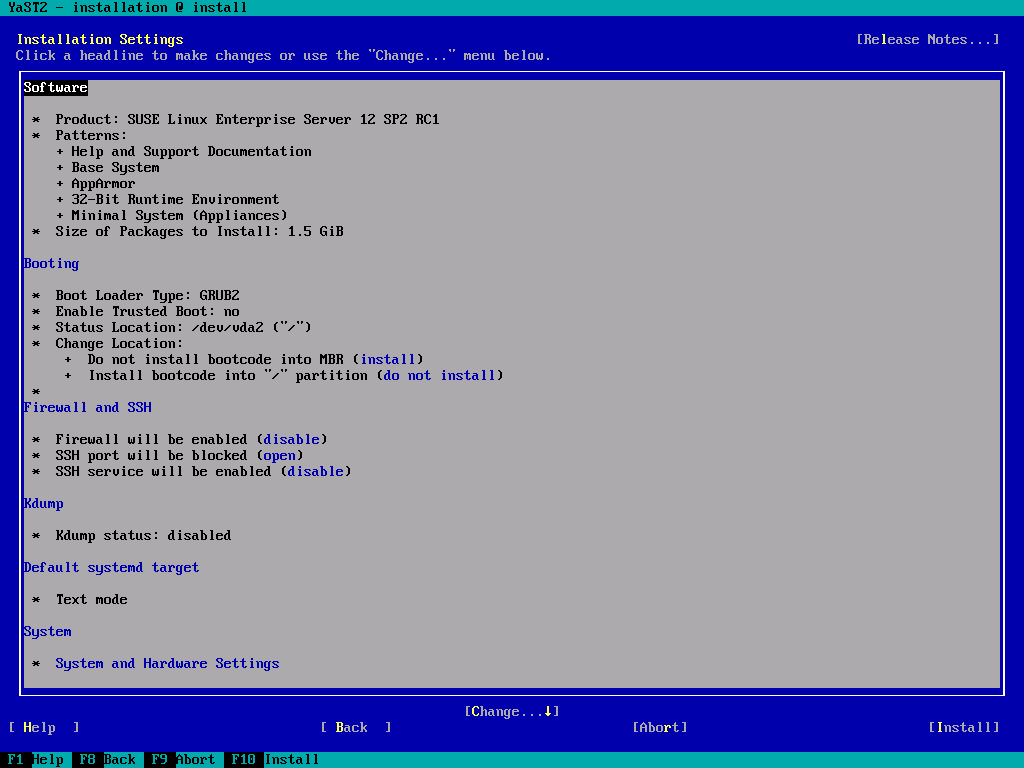 YaST2 - installation @ install
Installation Settings [Release Notes...]
Click a headline to make changes or use the "Change..." menu below.
Software
* Product: SUSE Linux Enterprise Server 12 SP2 RC1
* Patterns:
+ Help and Support Documentation
+ Base System
+ AppArmor
+ 32-Bit Runtime Environment
+ Minimal System (Appliances)
* Size of Packages to Install: 1.5 GiB
Booting
* Boot Loader Type: GRUB2
* Enable Trusted Boot: no
* Status Location: /dev/vda2 ("/")
* Change Location:
+ Do not install bootcode into MBR (install)
+ Install bootcode into "/" partition (do not install)
*
Firewall and SSH
* Firewall will be enabled (disable)
* SSH port will be blocked (open)
* SSH service will be enabled (disable)
Kdump
* Kdump status: disabled
Default systemd target
* Text mode
System
* System and Hardware Settings
[Change...↓]
[ Help ] [ Back ] [Abort] [Install]
F1 Help F8 Back F9 Abort F10 Install